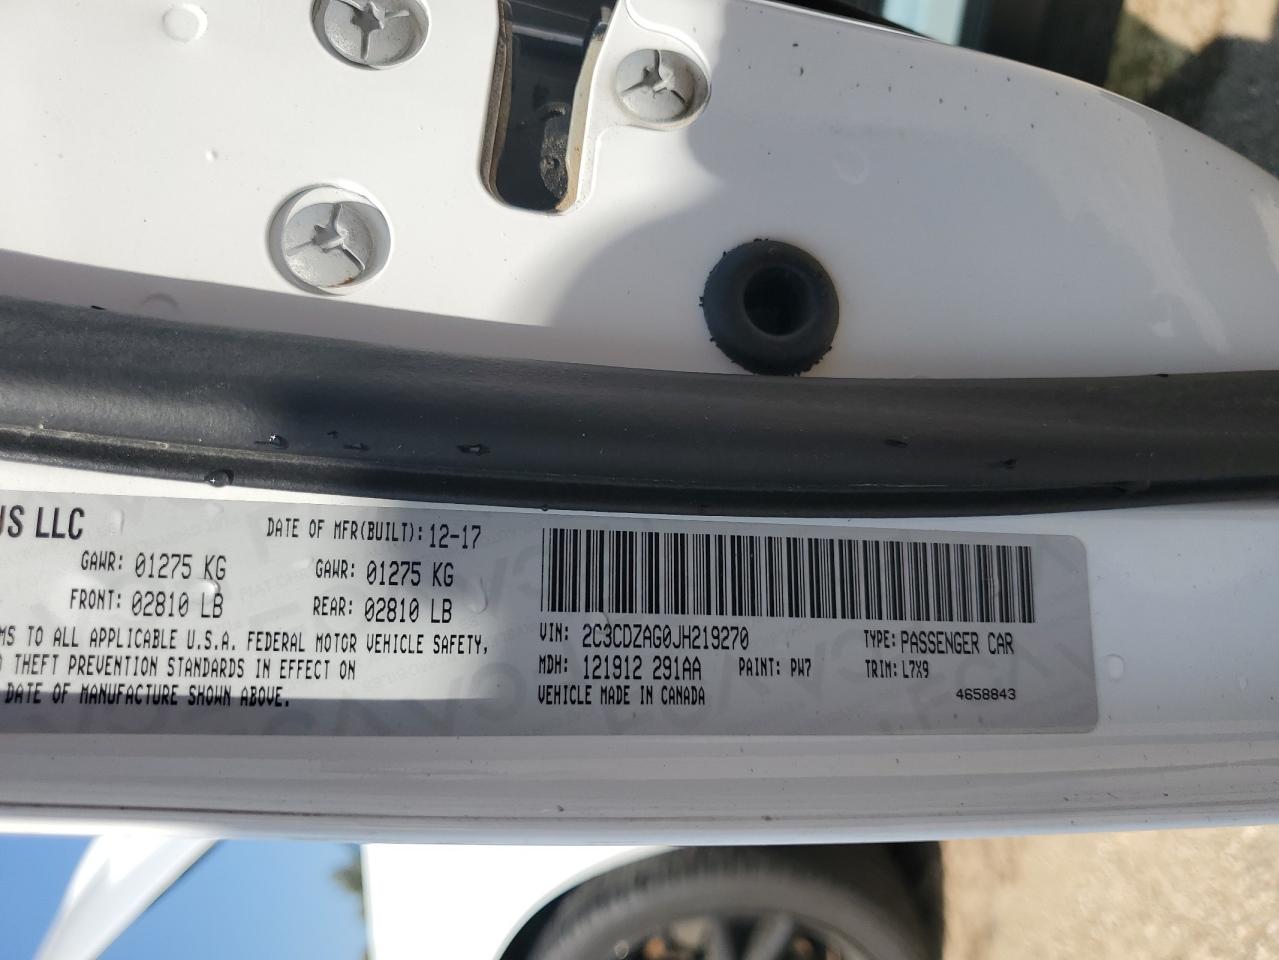 US LLC
DATE OF MFR(BUILT): 12-17
GAWR: 01275 KG GAWR: 01275 KG
FRONT: 02810 LB REAR: 02810 LB
MS TO ALL APPLICABLE U.S.A. FEDERAL MOTOR VEHICLE SAFETY,
D THEFT PREVENTION STANDARDS IN EFFECT ON
DATE OF MANUFACTURE SHOWN ABOVE.
VIN: 2C3CDZAG0JH219270 TYPE: PASSENGER CAR
MDH: 121912 291AA PAINT: PW7 TRIM: L7X9
VEHICLE MADE IN CANADA 4658843